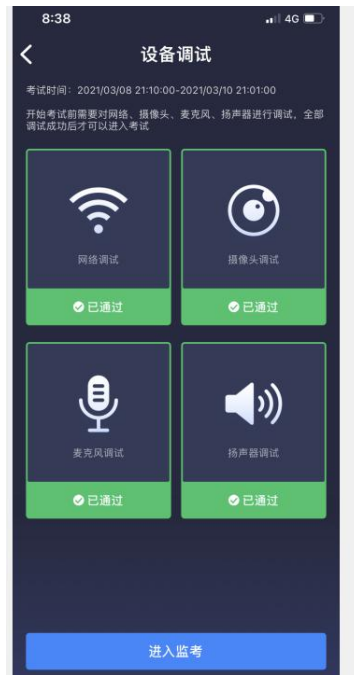 8:38
4G
设备调试
考试时间：2021/03/08 21:10:00-2021/03/10 21:01:00
开始考试前需要对网络、摄像头、麦克风、扬声器进行调试，全部
调试成功后才可以进入考试
网络调试
摄像头调试
已通过
已通过
麦克风调试
扬声器调试
已通过
已通过
进入监考